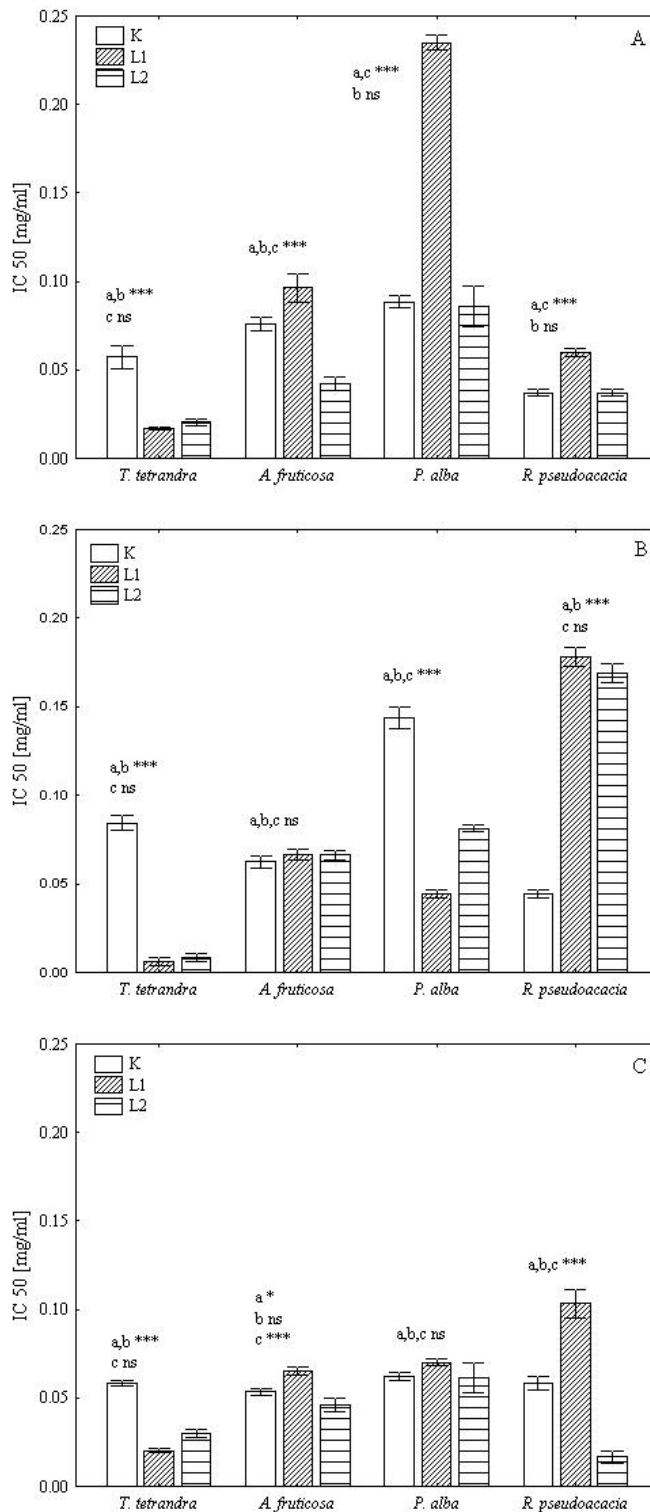 A
K
L1
L2
IC 50 [mg/ml]
0.25
0.20
0.15
0.10
0.05
0.00
a,b ***
c ns
a,b,c ***
a,c ***
b ns
a,c ***
b ns
T. tetrandra
A. fruticosa
P. alba
R. pseudoacacia
B
K
L1
L2
IC 50 [mg/ml]
0.25
0.20
0.15
0.10
0.05
0.00
a,b ***
c ns
a,b,c ns
a,b,c ***
a,b ***
c ns
T. tetrandra
A. fruticosa
P. alba
R. pseudoacacia
C
K
L1
L2
IC 50 [mg/ml]
0.25
0.20
0.15
0.10
0.05
0.00
a,b ***
c ns
a *
b ns
c ***
a,b,c ns
a,b,c ***
T. tetrandra
A. fruticosa
P. alba
R. pseudoacacia